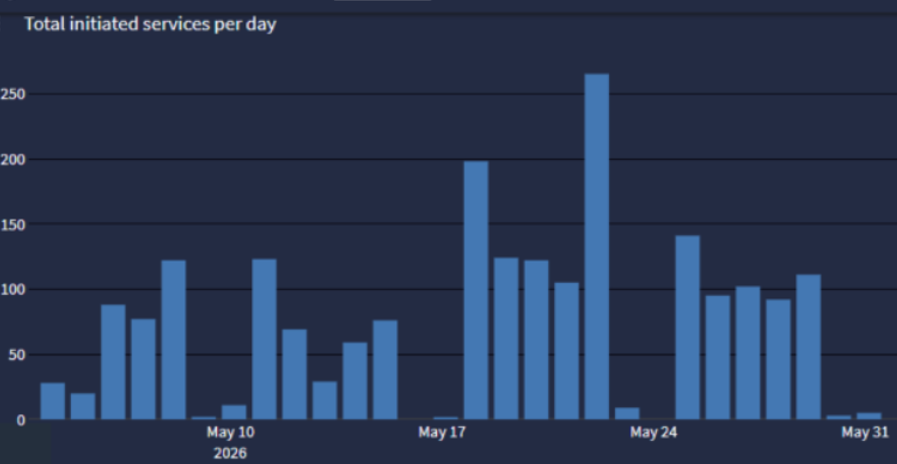 Total initiated services per day
250
200
150
100
50
0
May 10
2026
May 17
May 24
May 31